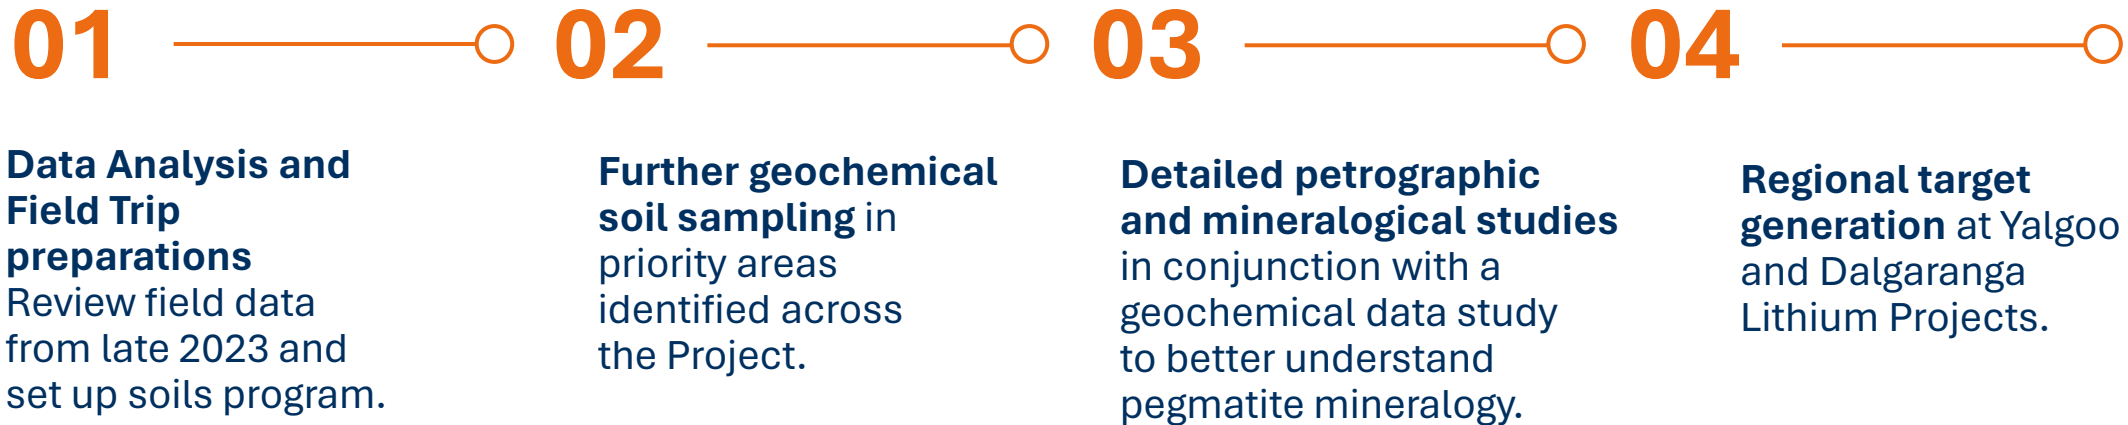 01
Data Analysis and
Field Trip
preparations
Review field data
from late 2023 and
set up soils program.
02
Further geochemical
soil sampling in
priority areas
identified across
the Project.
03
Detailed petrographic
and mineralogical studies
in conjunction with a
geochemical data study
to better understand
pegmatite mineralogy.
04
Regional target
generation at Yalgoo
and Dalgaranga
Lithium Projects.